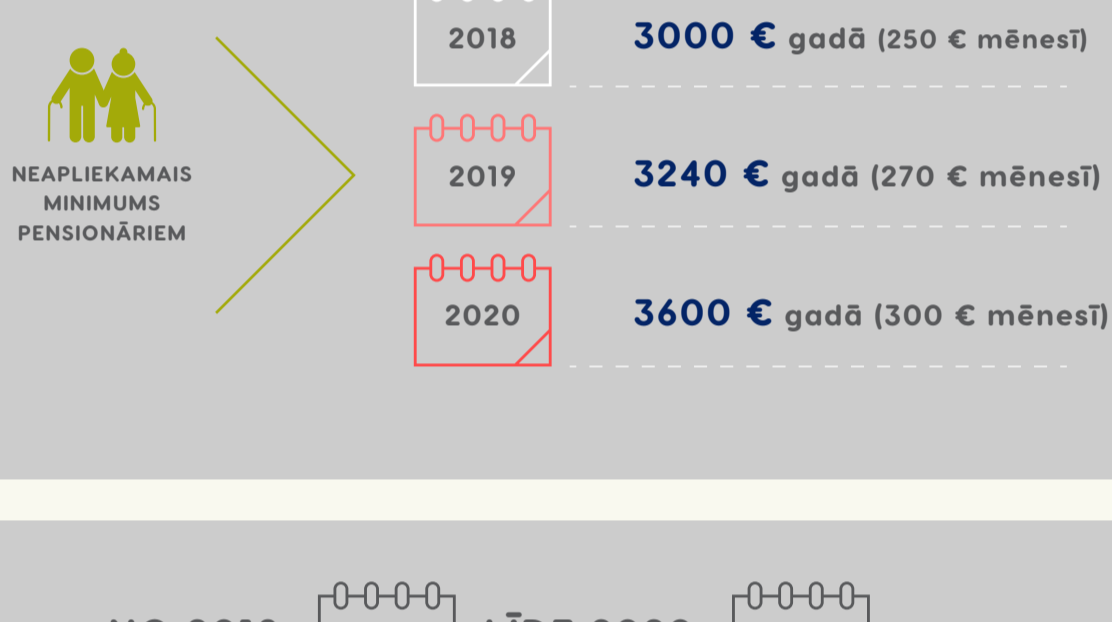 2018
3000 € gadā (250 € mēnesī)
NEAPLIEKAMAIS
MINIMUMS
PENSIONĀRIEM
2019
3240 € gadā (270 € mēnesī)
2020
3600 € gadā (300 € mēnesī)